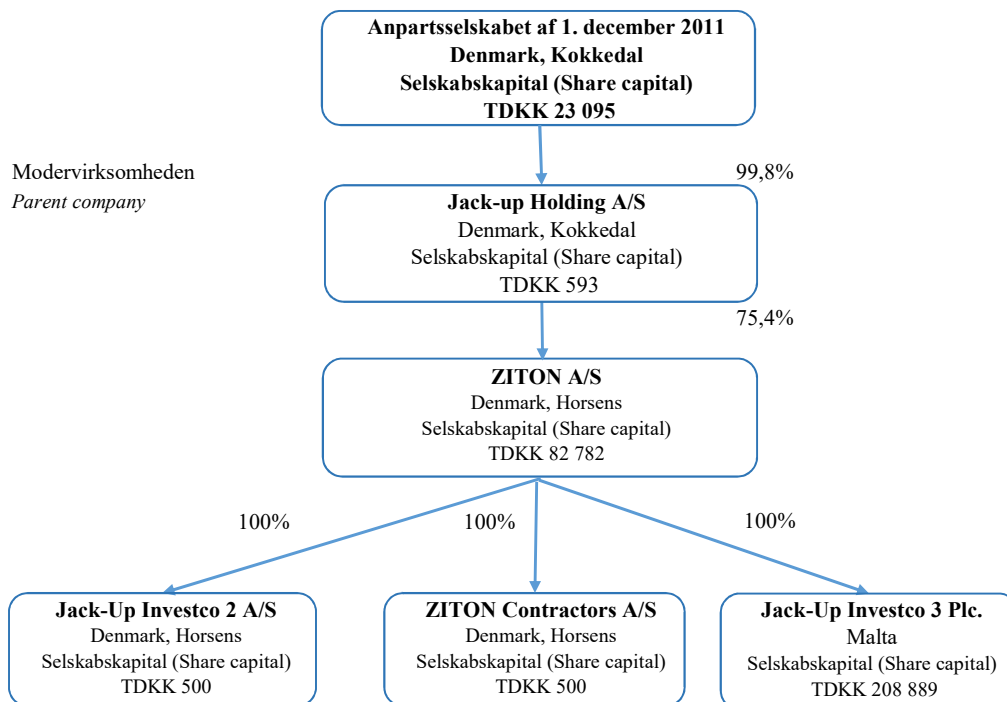 Anpartsselskabet af 1. december 2011
Denmark, Kokkedal
Selskabskapital (Share capital)
TDKK 23 095
Modervirksomheden
Parent company
99,8%
Jack-up Holding A/S
Denmark, Kokkedal
Selskabskapital (Share capital)
TDKK 593
75,4%
ZITON A/S
Denmark, Horsens
Selskabskapital (Share capital)
TDKK 82 782
100%
100%
100%
Jack-Up Investco 2 A/S
Denmark, Horsens
Selskabskapital (Share capital)
TDKK 500
ZITON Contractors A/S
Denmark, Horsens
Selskabskapital (Share capital)
TDKK 500
Jack-Up Investco 3 Plc.
Malta
Selskabskapital (Share capital)
TDKK 208 889